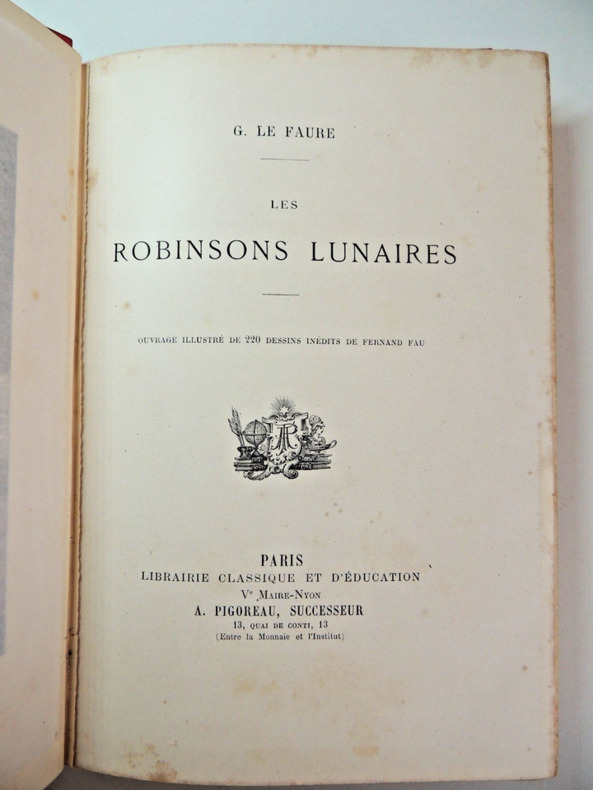 G. LE FAURE
LES
ROBINSONS LUNAIRES
OUVRAGE ILLUSTRÉ DE 220 DESSINS INÉDITS DE FERNAND FAU
PARIS
LIBRAIRIE CLASSIQUE ET D'ÉDUCATION
Ve MAIRE-NYON
A. PIGOREAU, SUCCESSEUR
13, QUAI DE CONTI, 13
(Entre la Monnaie et l'Institut)